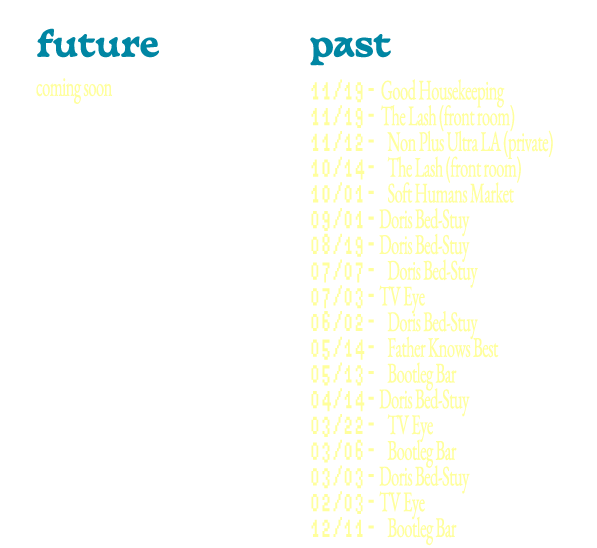 future
coming soon
past
11/19 - Good Housekeeping
11/18 - The Lash (front room)
11/12 - Non Plus Ultra LA (private)
10/14 - The Lash (front room)
10/01 - Soft Humans Market
09/01 - Doris Bed-Stuy
08/19 - Doris Bed-Stuy
07/07 - Doris Bed-Stuy
07/03 - TV Eye
06/02 - Doris Bed-Stuy
05/14 - Father Knows Best
05/13 - Bootleg Bar
04/14 - Doris Bed-Stuy
03/22 - TV Eye
03/06 - Bootleg Bar
03/03 - Doris Bed-Stuy
02/03 - TV Eye
12/11 - Bootleg Bar